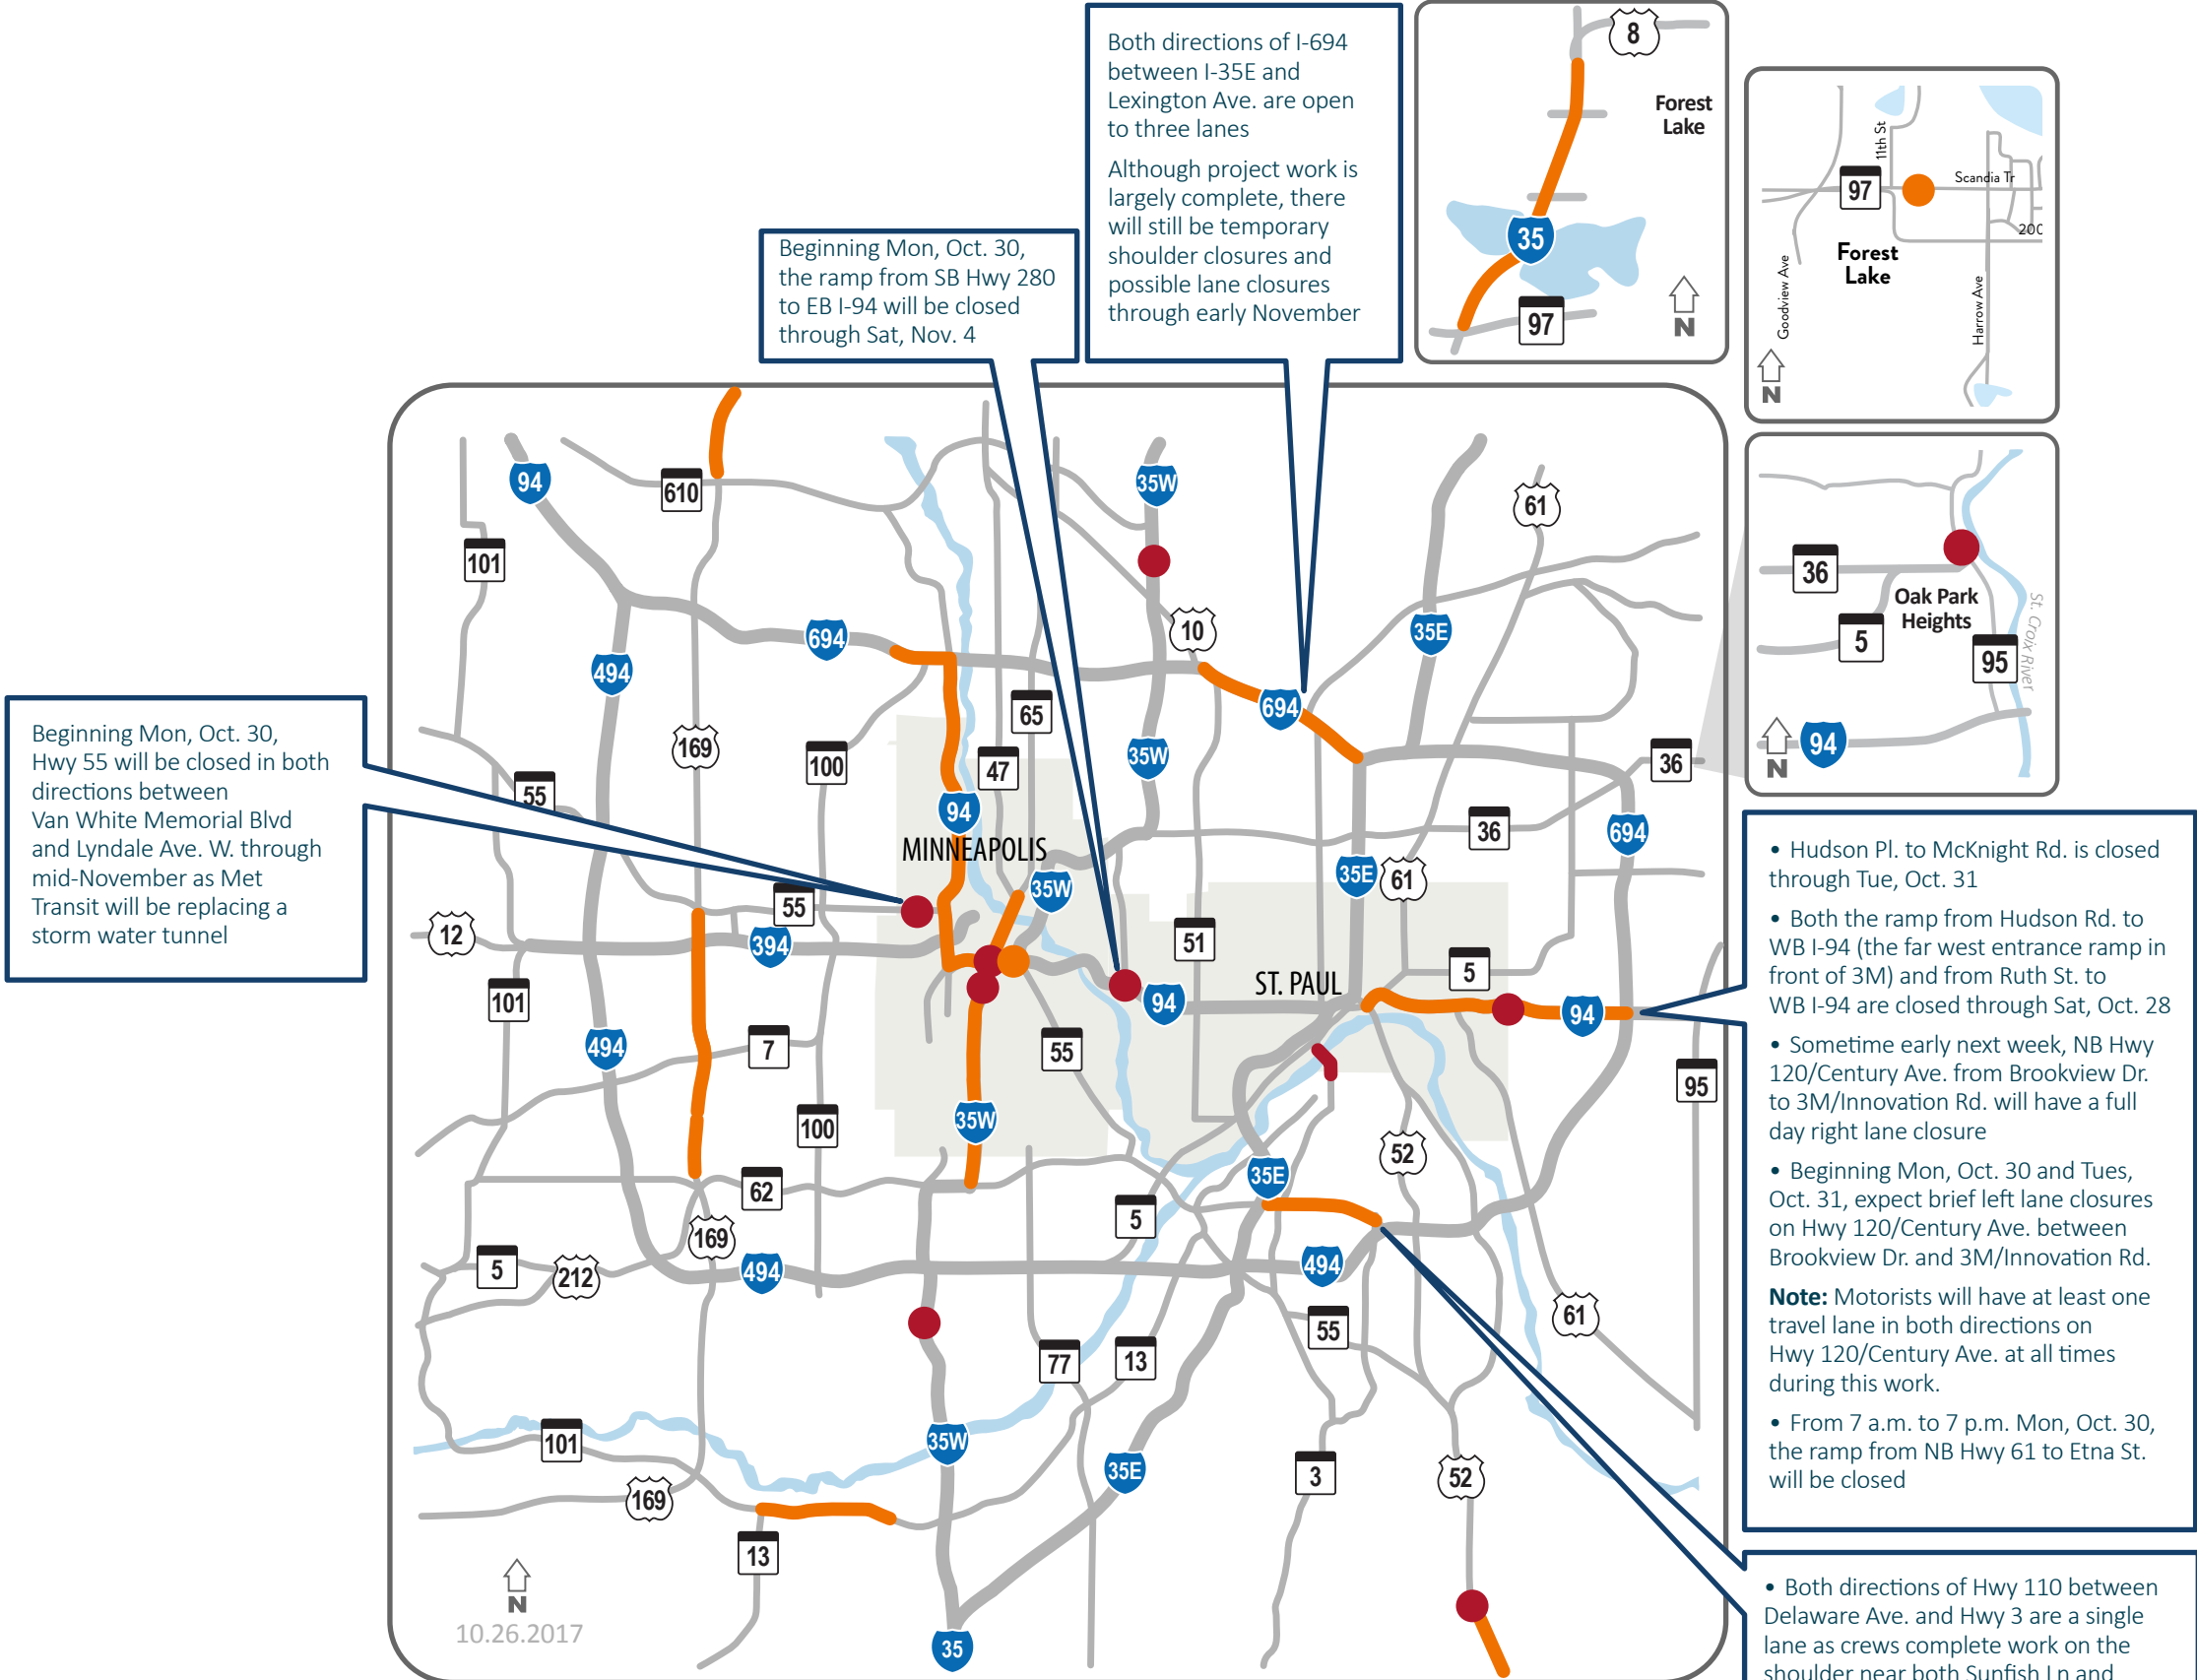 Both directions of I-694
between I-35E and
Lexington Ave. are open
to three lanes
Although project work is
largely complete, there
will still be temporary
shoulder closures and
possible lane closures
through early November
Beginning Mon, Oct. 30,
the ramp from SB Hwy 280
to EB I-94 will be closed
through Sat, Nov. 4
8
Forest
Lake
35
97
N
11th St
97
Scandia Tr
200
Forest
Lake
Goodview Ave
Harrow Ave
N
36
Oak Park
Heights
5
95
St. Croix River
94
N
Beginning Mon, Oct. 30,
Hwy 55 will be closed in both
directions between
Van White Memorial Blvd
and Lyndale Ave. W. through
mid-November as Met
Transit will be replacing a
storm water tunnel
94
610
35W
61
101
694
10
35E
494
65
694
169
100
47
35W
36
55
94
36
694
MINNEAPOLIS
35W
35E
61
55
12
394
51
5
101
ST. PAUL
94
94
494
7
55
95
100
35W
52
62
35E
5
169
5
212
494
494
61
55
77
13
101
35W
35E
3
52
169
13
N
10.26.2017
35
• Hudson Pl. to McKnight Rd. is closed
through Tue, Oct. 31
• Both the ramp from Hudson Rd. to
WB I-94 (the far west entrance ramp in
front of 3M) and from Ruth St. to
WB I-94 are closed through Sat, Oct. 28
• Sometime early next week, NB Hwy
120/Century Ave. from Brookview Dr.
to 3M/Innovation Rd. will have a full
day right lane closure
• Beginning Mon, Oct. 30 and Tues,
Oct. 31, expect brief left lane closures
on Hwy 120/Century Ave. between
Brookview Dr. and 3M/Innovation Rd.
Note: Motorists will have at least one
travel lane in both directions on
Hwy 120/Century Ave. at all times
during this work.
• From 7 a.m. to 7 p.m. Mon, Oct. 30,
the ramp from NB Hwy 61 to Etna St.
will be closed
• Both directions of Hwy 110 between
Delaware Ave. and Hwy 3 are a single
lane as crews complete work on the
shoulder near both Sunfish Ln and